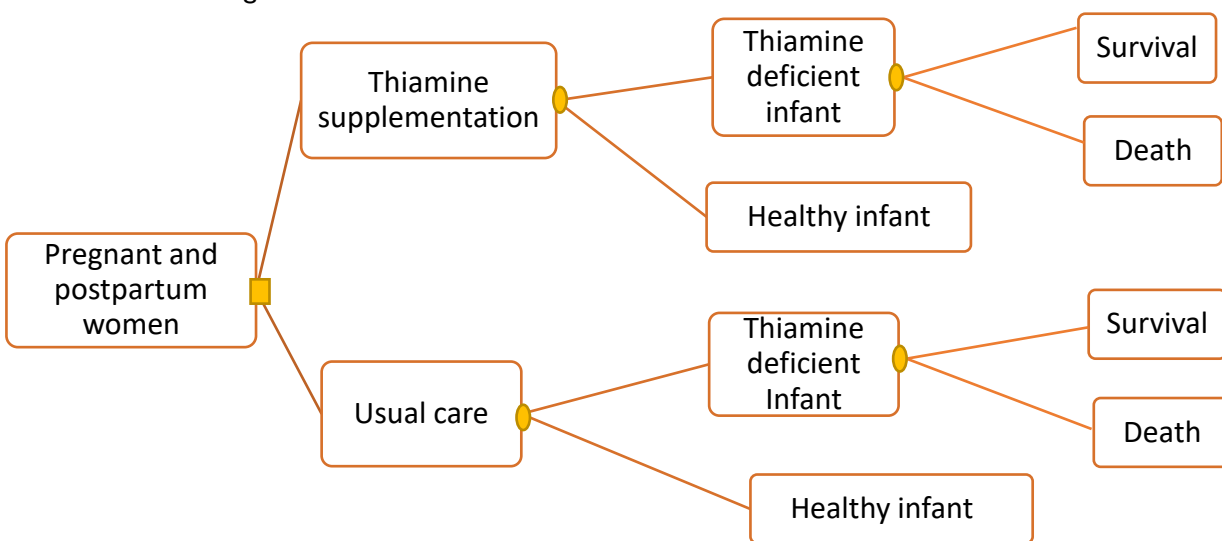 Thiamine
supplementation
Thiamine
deficient
infant
Survival
Death
Healthy infant
Pregnant and
postpartum
women
Usual care
Thiamine
deficient
Infant
Survival
Death
Healthy infant